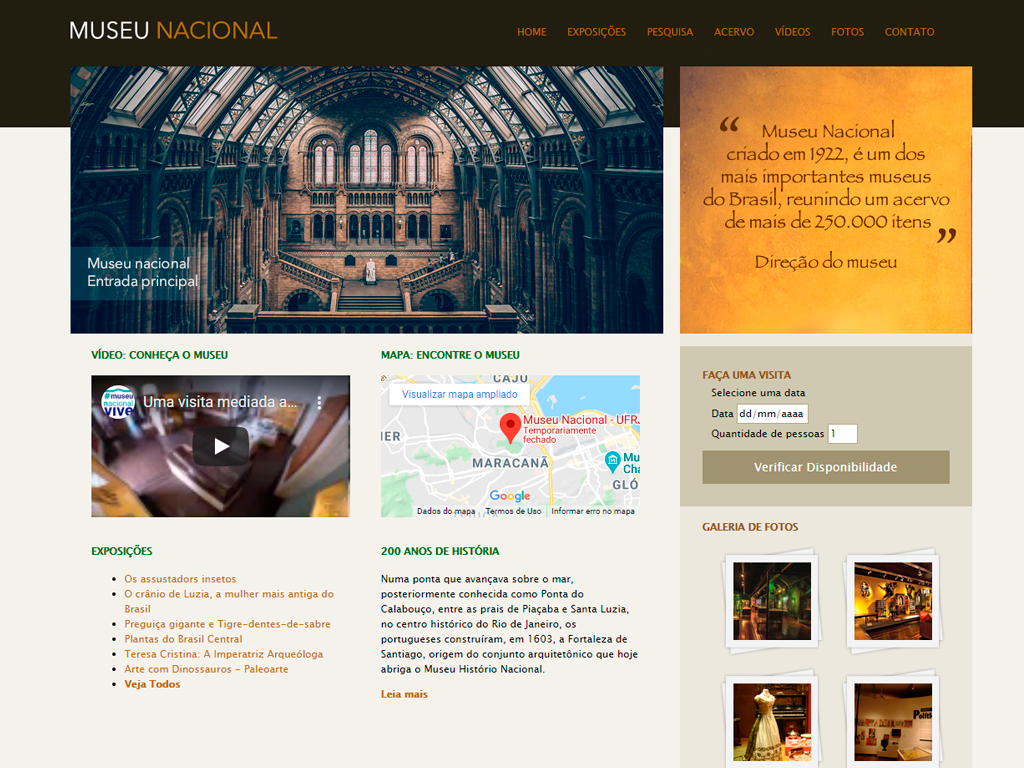 MUSEU NACIONAL
HOME EXPOSIÇÕES PESQUISA ACERVO VÍDEOS FOTOS CONTATO
Museu nacional
Entrada principal
“ Museu Nacional
criado em 1922, é um dos
mais importantes museus
do Brasil, reunindo um acervo
de mais de 250.000 itens ”
Direção do museu
VÍDEO: CONHEÇA O MUSEU
#museu
nacional
vive
Uma visita mediada a...
MAPA: ENCONTRE O MUSEU
CAJU
Visualizar mapa ampliado
IER
Museu Nacional - UFRJ
Temporariamente
fechado
MARACANÃ
Mu
Cha
GLÓ
Google
Dados do mapa Termos de Uso Informar erro no mapa
FAÇA UMA VISITA
Selecione uma data
Data dd/mm/aaaa
Quantidade de pessoas 1
Verificar Disponibilidade
EXPOSIÇÕES
Os assustadores insetos
O crânio de Luzia, a mulher mais antiga do
Brasil
Preguiça gigante e Tigre-dentes-de-sabre
Plantas do Brasil Central
Teresa Cristina: A Imperatriz Arqueóloga
Arte com Dinossauros - Paleoarte
Veja Todos
200 ANOS DE HISTÓRIA
Numa ponta que avançava sobre o mar,
posteriormente conhecida como Ponta do
Calabouço, entre as prais de Piaçaba e Santa Luzia,
no centro histórico do Rio de Janeiro, os
portugueses construíram, em 1603, a Fortaleza de
Santiago, origem do conjunto arquitetônico que hoje
abriga o Museu Histório Nacional.
Leia mais
GALERIA DE FOTOS